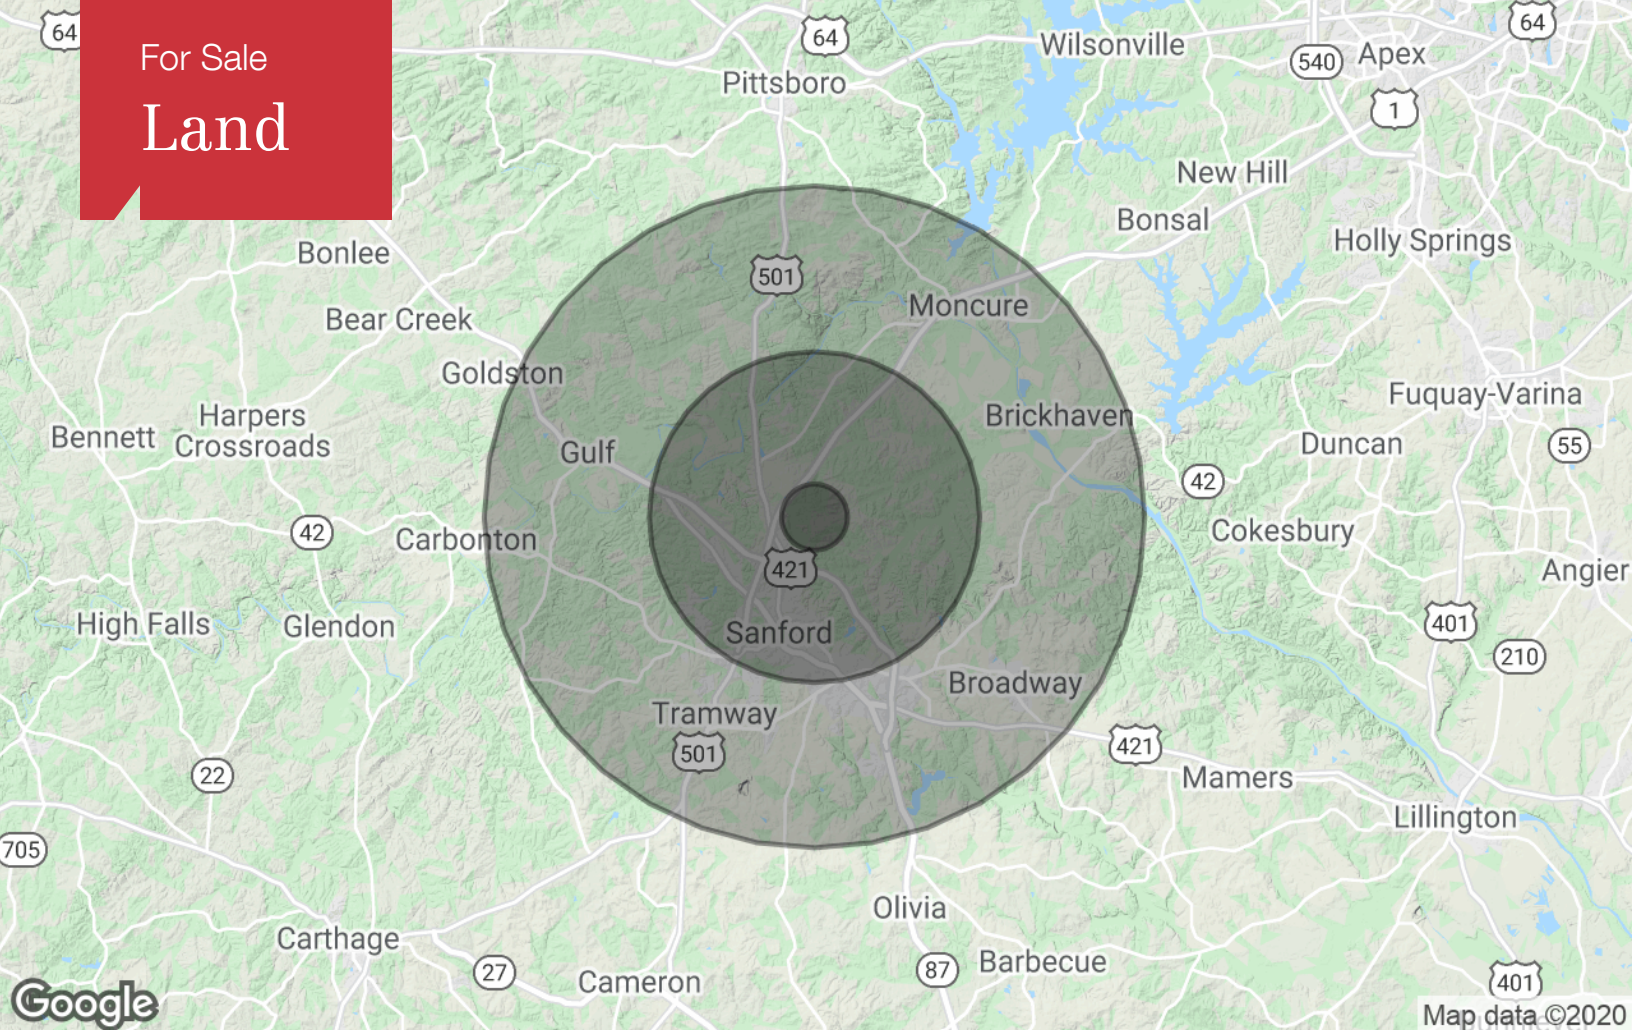 64
For Sale
Land
64
Pittsboro
Wilsonville
540
Apex
64
1
New Hill
Bonsal
Holly Springs
Bonlee
501
Bear Creek
Moncure
Goldston
Harpers
Crossroads
Bennett
Gulf
Brickhaven
Fuquay-Varina
Duncan
55
42
42
Carbonton
Cokesbury
421
Angier
High Falls
Glendon
Sanford
401
210
Broadway
Tramway
501
421
22
Mamers
Lillington
705
Olivia
Carthage
27
Cameron
87
Barbecue
401
Google
Map data ©2020